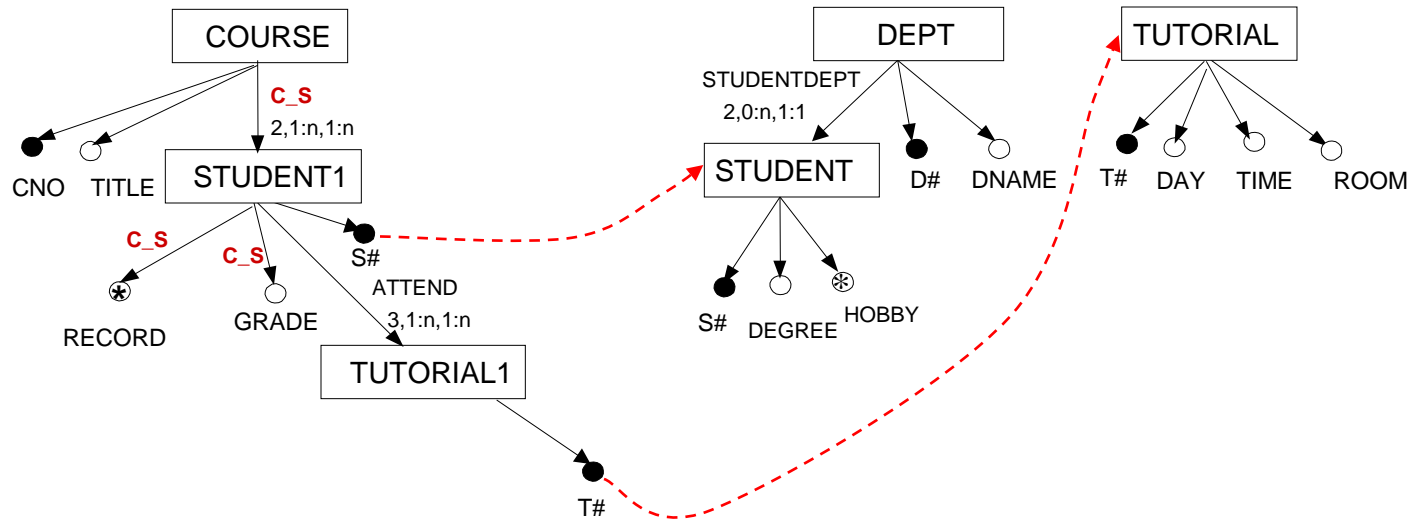 COURSE
DEPT
TUTORIAL
C_S
2,1:n,1:n
STUDENTDEPT
2,0:n,1:1
CNO
TITLE
STUDENT1
STUDENT
D#
DNAME
T#
DAY
TIME
ROOM
C_S
C_S
S#
RECORD
GRADE
ATTEND
3,1:n,1:n
S#
DEGREE
HOBBY
TUTORIAL1
T#